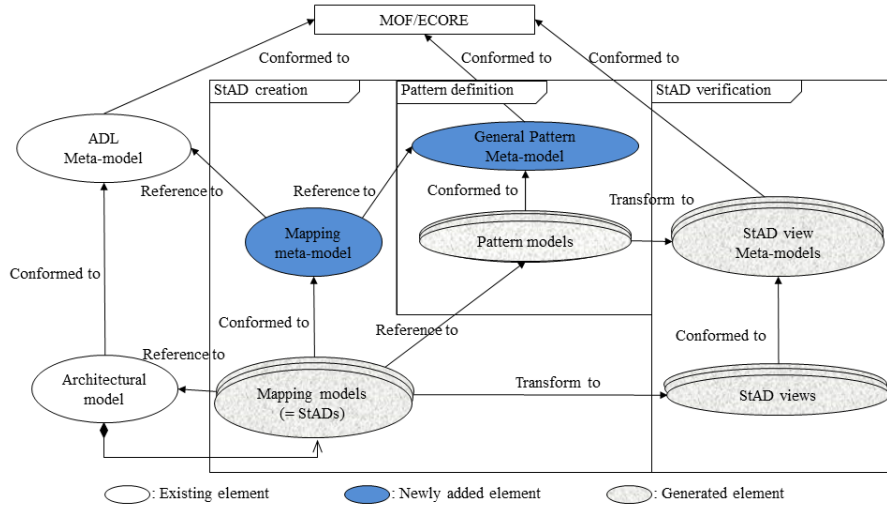 MOF/ECORE
Conformed to
Conformed to
Conformed to
StAD creation
Pattern definition
StAD verification
ADL
Meta-model
General Pattern
Meta-model
Reference to
Reference to
Conformed to
Transform to
Mapping
meta-model
Pattern models
StAD view
Meta-models
Conformed to
Conformed to
Reference to
Conformed to
Reference to
Architectural
model
Mapping models
(= StADs)
Transform to
StAD views
: Existing element
: Newly added element
: Generated element